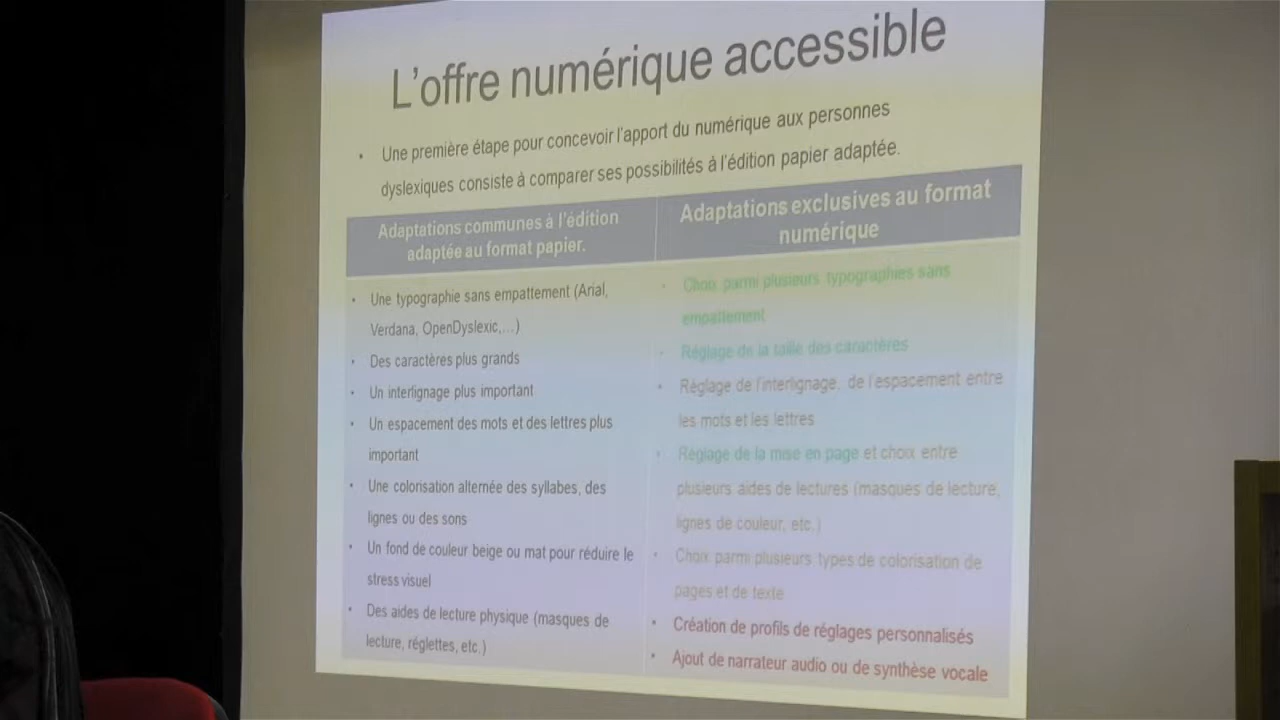 L'offre numérique accessible
• Une première étape pour concevoir l'apport du numérique aux personnes
dyslexiques consiste à comparer ses possibilités à l'édition papier adaptée.
Adaptations communes à l'édition
adaptée au format papier.
• Une typographie sans empattement (Arial,
Verdana, OpenDyslexic,...)
• Des caractères plus grands
• Un interlignage plus important
• Un espacement des mots et des lettres plus
important
• Une colorisation alternée des syllabes, des
lignes ou des sons
• Un fond de couleur beige ou mat pour réduire le
stress visuel
• Des aides de lecture physique (masques de
lecture, réglettes, etc.)
Adaptations exclusives au format
numérique
• Choix parmi plusieurs typographies sans
empattement
• Réglage de la taille des caractères
• Réglage de l'interlignage, de l'espacement entre
les mots et les lettres
• Réglage de la mise en page et choix entre
plusieurs aides de lectures (masques de lecture,
lignes de couleur, etc.)
• Choix parmi plusieurs types de colorisation de
pages et de texte
• Création de profils de réglages personnalisés
• Ajout de narrateur audio ou de synthèse vocale